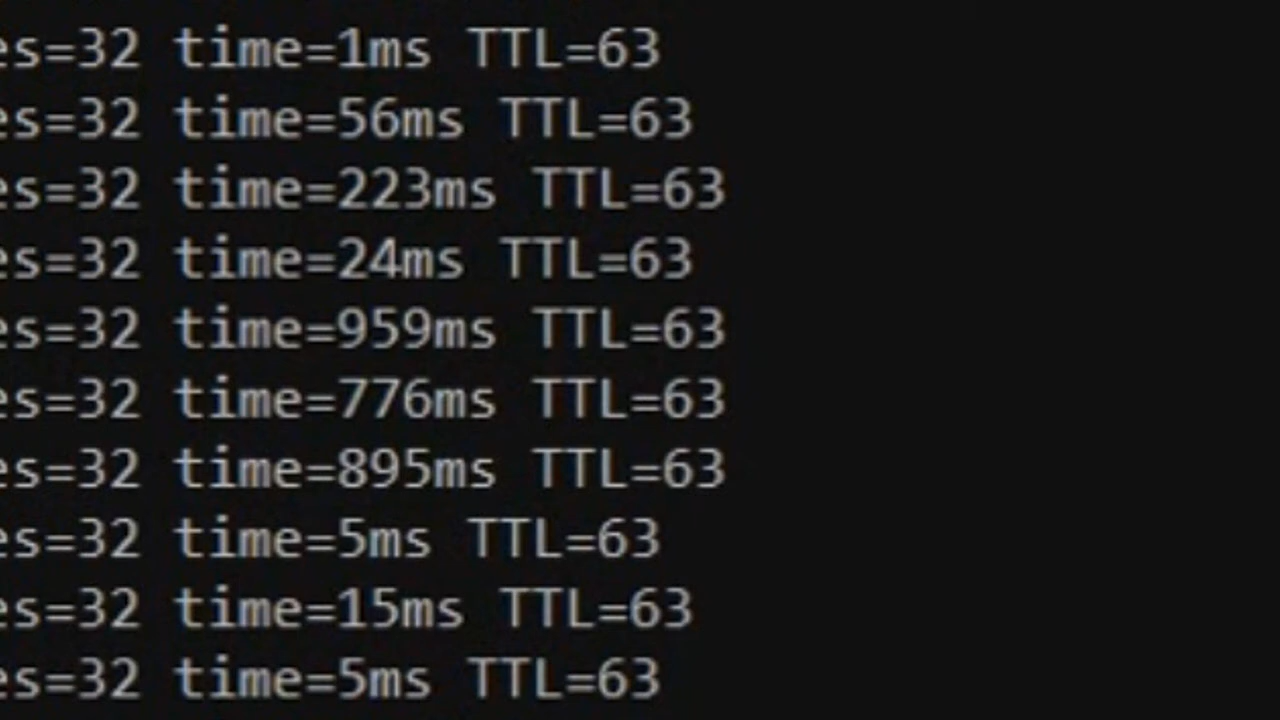 es=32 time=1ms TTL=63
es=32 time=56ms TTL=63
es=32 time=223ms TTL=63
es=32 time=24ms TTL=63
es=32 time=959ms TTL=63
es=32 time=776ms TTL=63
es=32 time=895ms TTL=63
es=32 time=5ms TTL=63
es=32 time=15ms TTL=63
es=32 time=5ms TTL=63